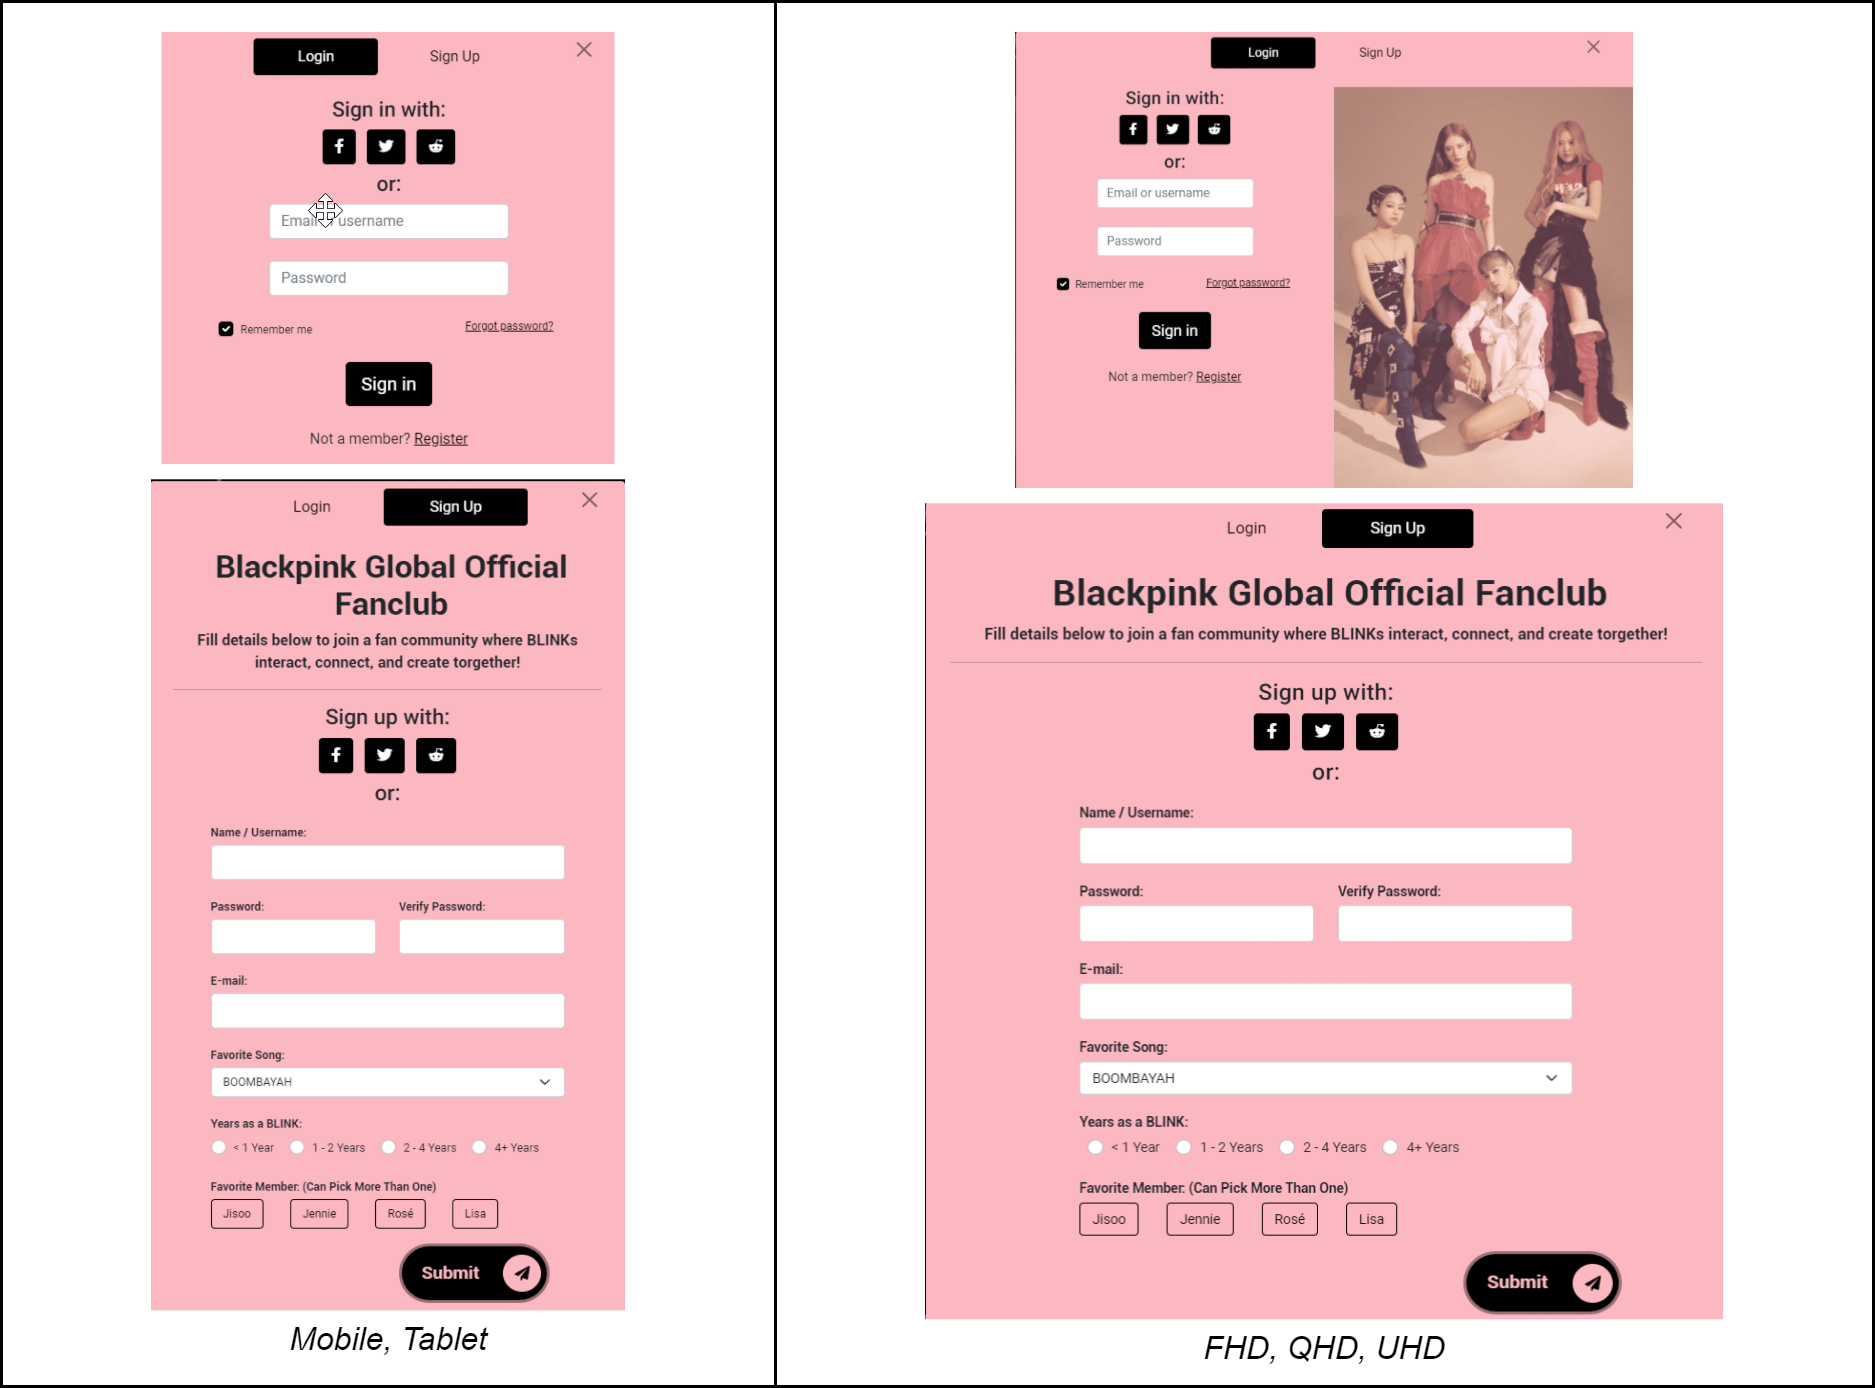 Login
Sign Up
Sign in with:
or:
Email or username
Password
Remember me
Forgot password?
Sign in
Not a member? Register
Login
Sign Up
Blackpink Global Official
Fanclub
Fill details below to join a fan community where BLINKs
interact, connect, and create torgether!
Sign up with:
or:
Name / Username:
Password:
Verify Password:
E-mail:
Favorite Song:
BOOMBAYAH
Years as a BLINK:
< 1 Year
1 - 2 Years
2 - 4 Years
4+ Years
Favorite Member: (Can Pick More Than One)
Jisoo
Jennie
Rosé
Lisa
Submit
Mobile, Tablet
Login
Sign Up
Sign in with:
or:
Email or username
Password
Remember me
Forgot password?
Sign in
Not a member? Register
Login
Sign Up
Blackpink Global Official Fanclub
Fill details below to join a fan community where BLINKs interact, connect, and create torgether!
Sign up with:
or:
Name / Username:
Password:
Verify Password:
E-mail:
Favorite Song:
BOOMBAYAH
Years as a BLINK:
< 1 Year
1 - 2 Years
2 - 4 Years
4+ Years
Favorite Member: (Can Pick More Than One)
Jisoo
Jennie
Rosé
Lisa
Submit
FHD, QHD, UHD